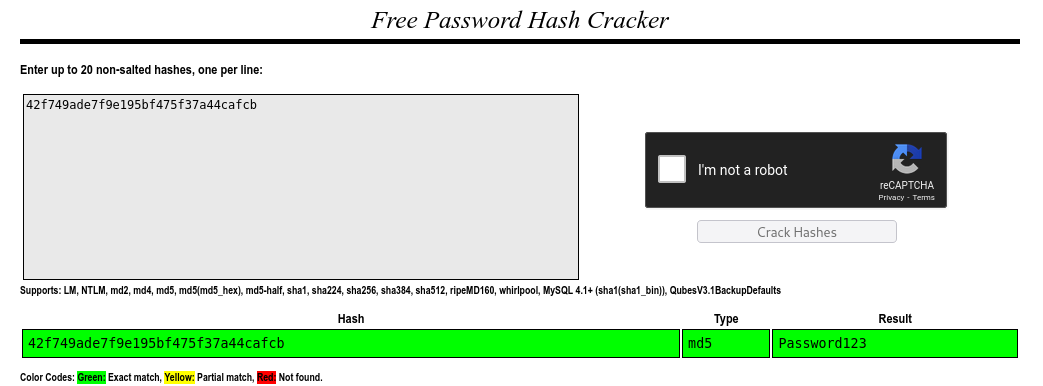 Free Password Hash Cracker
Enter up to 20 non-salted hashes, one per line:
42f749ade7f9e195bf475f37a44cafcb
I'm not a robot
reCAPTCHA
Privacy - Terms
Crack Hashes
Supports: LM, NTLM, md2, md4, md5, md5(md5_hex), md5-half, sha1, sha224, sha256, sha384, sha512, ripeMD160, whirlpool, MySQL 4.1+ (sha1(sha1_bin)), QubesV3.1BackupDefaults
Hash Type Result
42f749ade7f9e195bf475f37a44cafcb md5 Password123
Color Codes: Green: Exact match, Yellow: Partial match, Red: Not found.